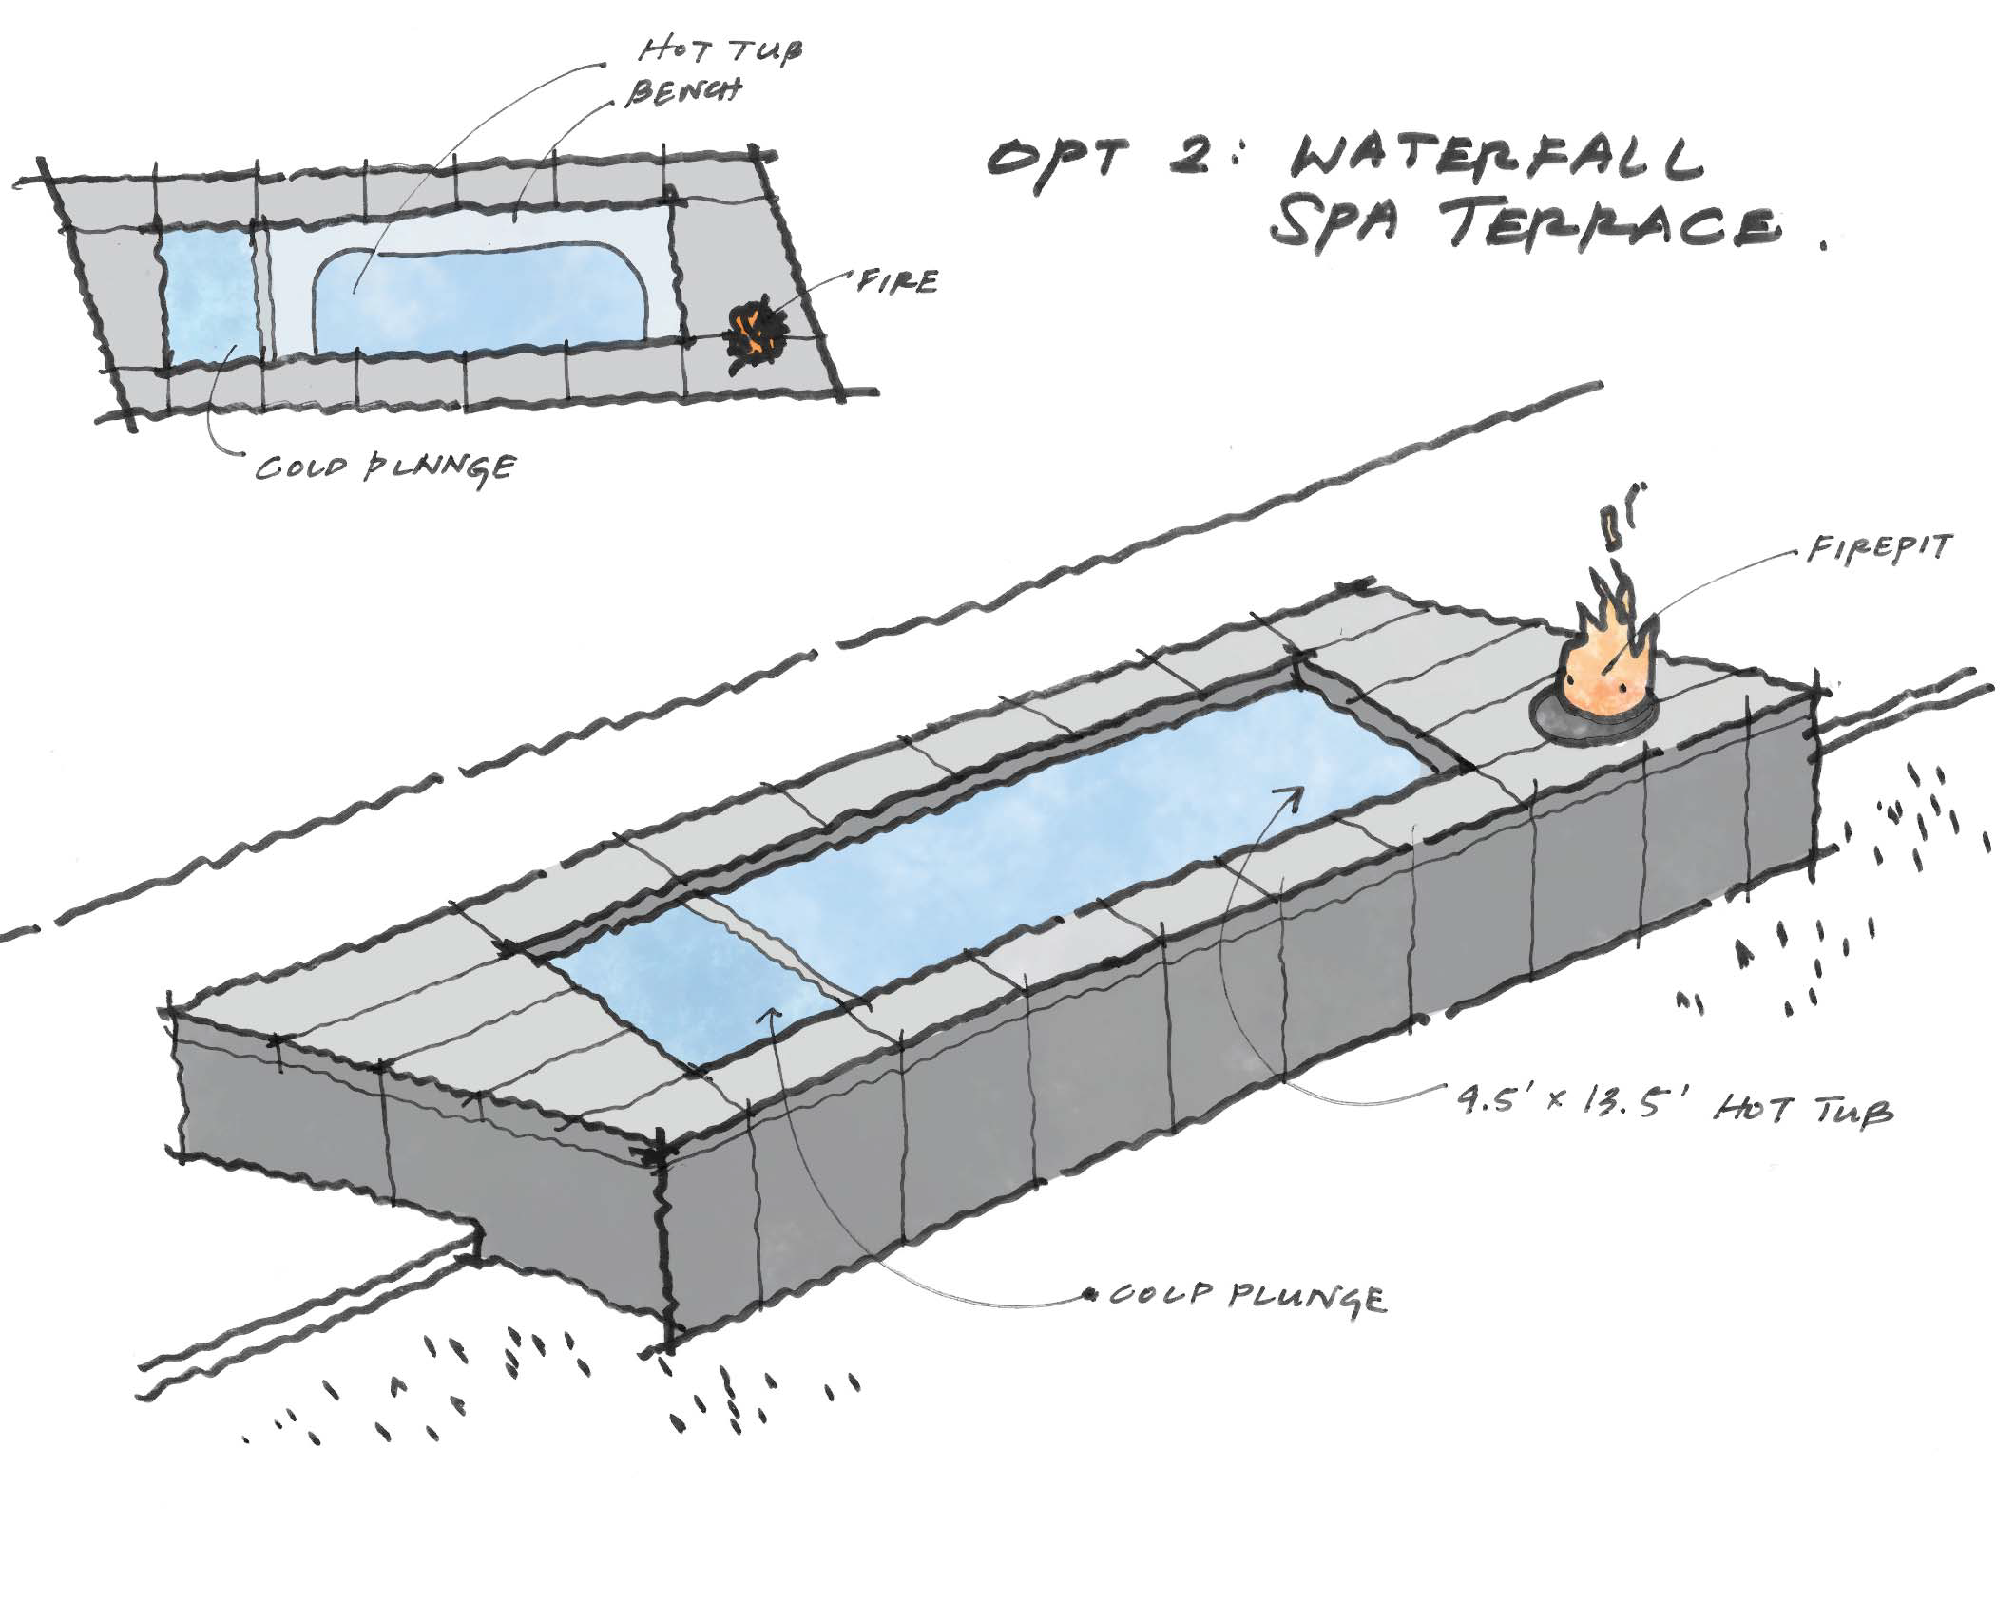 HOT TUB
BENCH
OPT 2: WATERFALL
SPA TERRACE.
FIRE
COLD PLUNGE
FIREPIT
9.5' x 13.5' HOT TUB
COLD PLUNGE